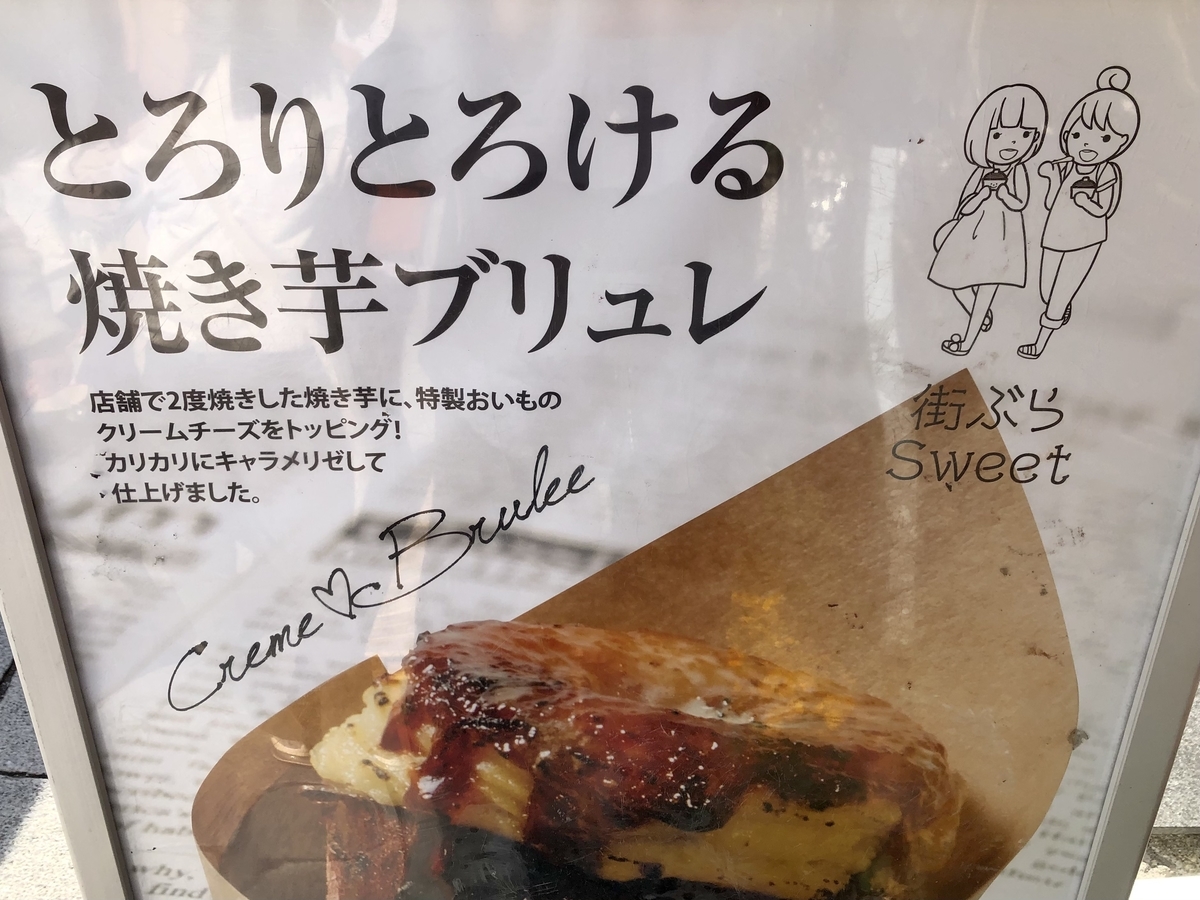 とろりとろける
焼き芋ブリュレ
店舗で2度焼きした焼き芋に、特製おいもの
クリームチーズをトッピング!
カリカリにキャラメリゼして
仕上げました。
Creme♡Brulee
街ぶら
Sweet
why.
find